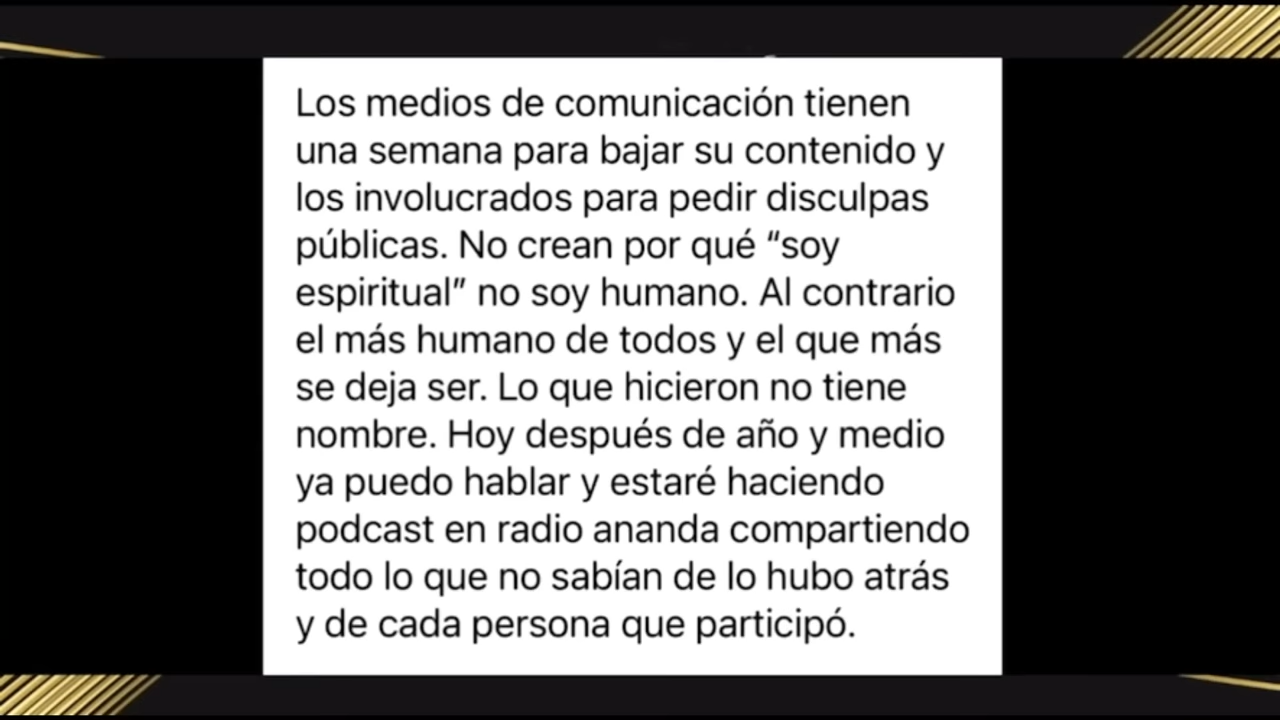 Los medios de comunicación tienen
una semana para bajar su contenido y
los involucrados para pedir disculpas
públicas. No crean por qué “soy
espiritual” no soy humano. Al contrario
el más humano de todos y el que más
se deja ser. Lo que hicieron no tiene
nombre. Hoy después de año y medio
ya puedo hablar y estaré haciendo
podcast en radio ananda compartiendo
todo lo que no sabían de lo hubo atrás
y de cada persona que participó.